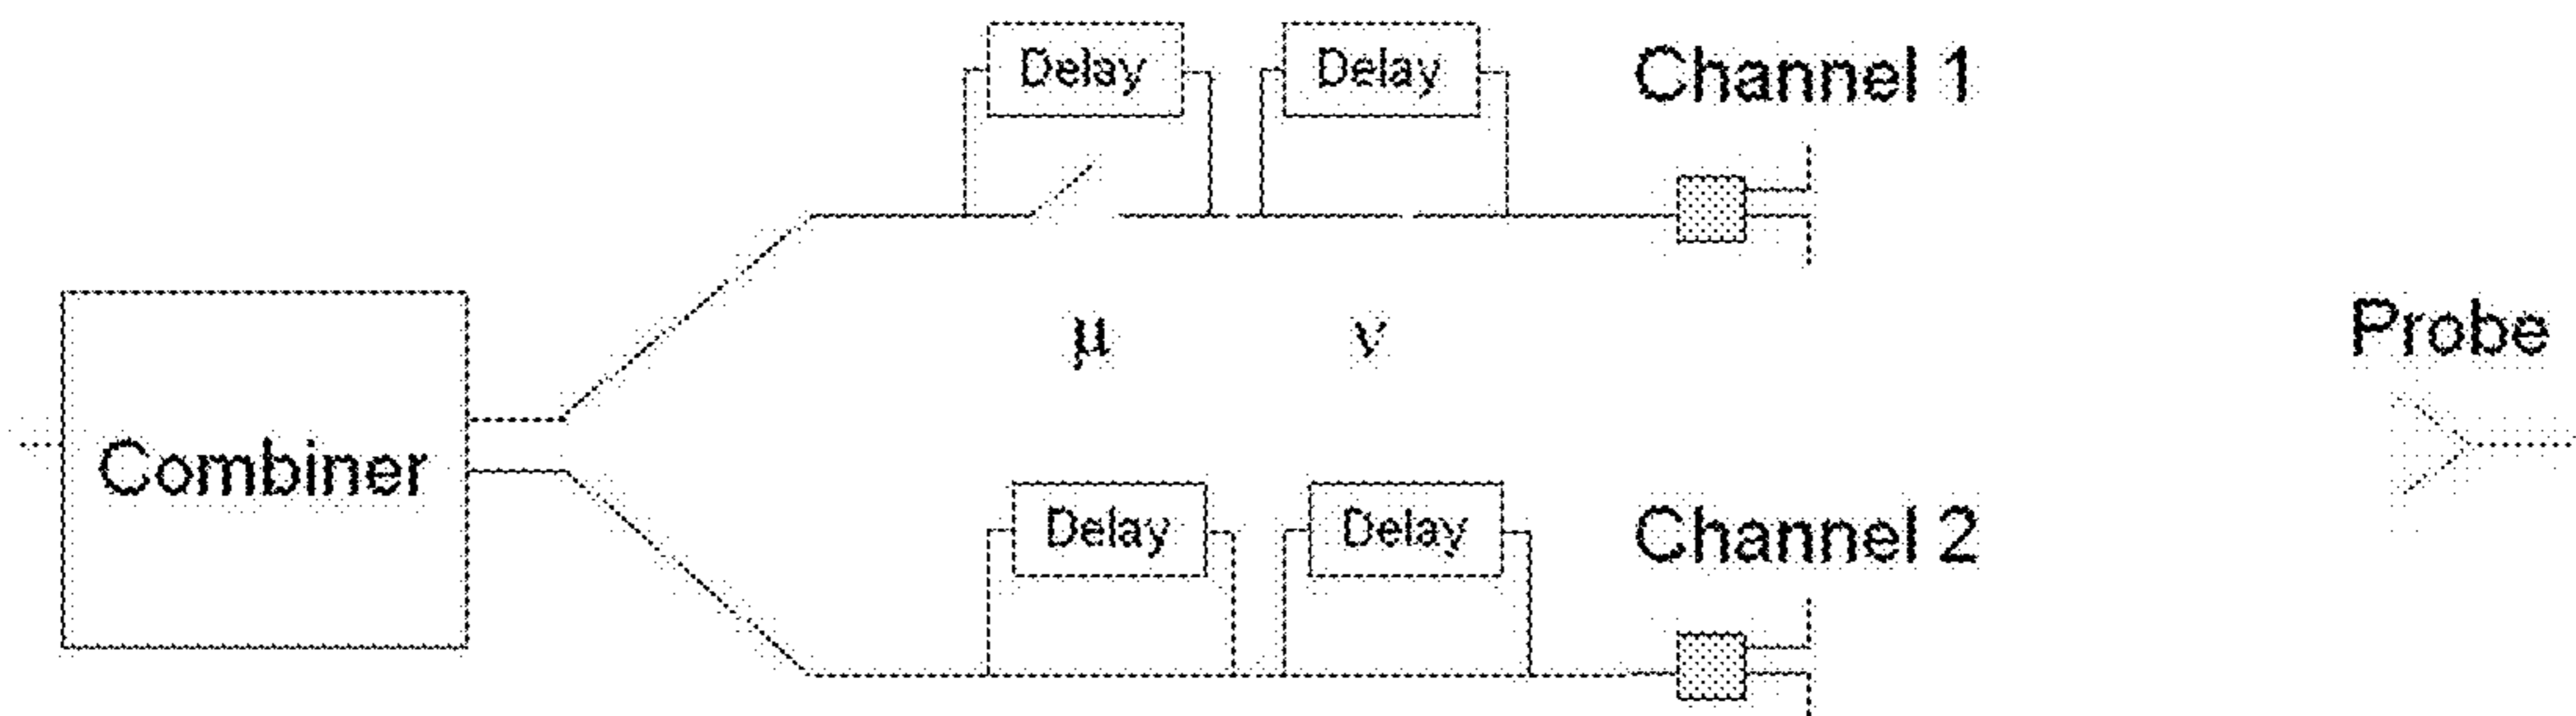 Delay Delay Channel 1
μ ν Probe
Combiner
Delay Delay Channel 2